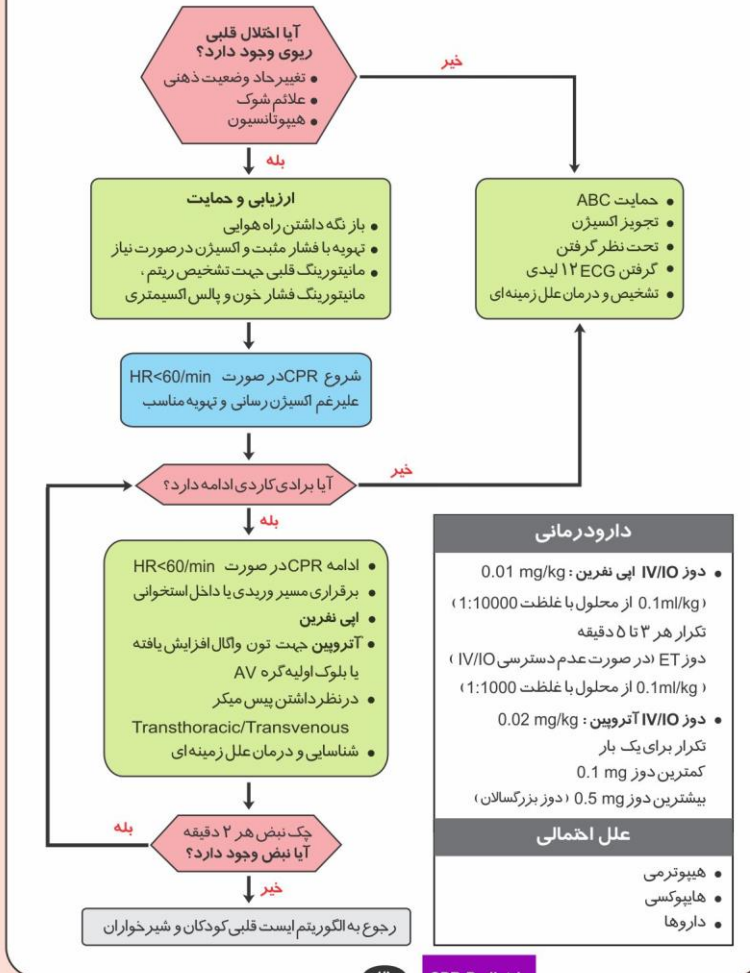 آیا اختلال قلبی
ریوی وجود دارد؟
• تغییر حاد وضعیت ذهنی
• علائم شوک
• هیپوتانسیون
خیر
بله
ارزیابی و حمایت
• باز نگه داشتن راه هوایی
• تهویه با فشار مثبت و اکسیژن در صورت نیاز
• مانیتورینگ قلبی جهت تشخیص ریتم ،
مانیتورینگ فشار خون و پالس اکسیمتری
• حمایت ABC
• تجویز اکسیژن
• تحت نظر گرفتن
• گرفتن ECG ۱۲ لیدی
• تشخیص و درمان علل زمینه ای
شروع CPR در صورت HR<60/min
علیرغم اکسیژن رسانی و تهویه مناسب
آیا برادی کاردی ادامه دارد؟
خیر
بله
• ادامه CPR در صورت HR<60/min
• برقراری مسیر وریدی یا داخل استخوانی
• اپی نفرین
• آتروپین جهت تون واگال افزایش یافته
یا بلوک اولیه گره AV
• در نظر داشتن پیس میکر
Transthoracic/Transvenous
• شناسایی و درمان علل زمینه ای
چک نبض هر ۲ دقیقه
آیا نبض وجود دارد؟
بله
خیر
رجوع به الگوریتم ایست قلبی کودکان و شیرخواران
دارودرمانی
• دوز IV/IO اپی نفرین : 0.01 mg/kg
(0.1ml/kg از محلول با غلظت 1:10000)
تکرار هر ۳ تا ۵ دقیقه
دوز ET (در صورت عدم دسترسی IV/IO)
(0.1ml/kg از محلول با غلظت 1:1000)
• دوز IV/IO آتروپین : 0.02 mg/kg
تکرار برای یک بار
کمترین دوز 0.1 mg
بیشترین دوز 0.5 mg (دوز بزرگسالان)
علل احتمالی
• هیپوترمی
• هایپوکسی
• داروها